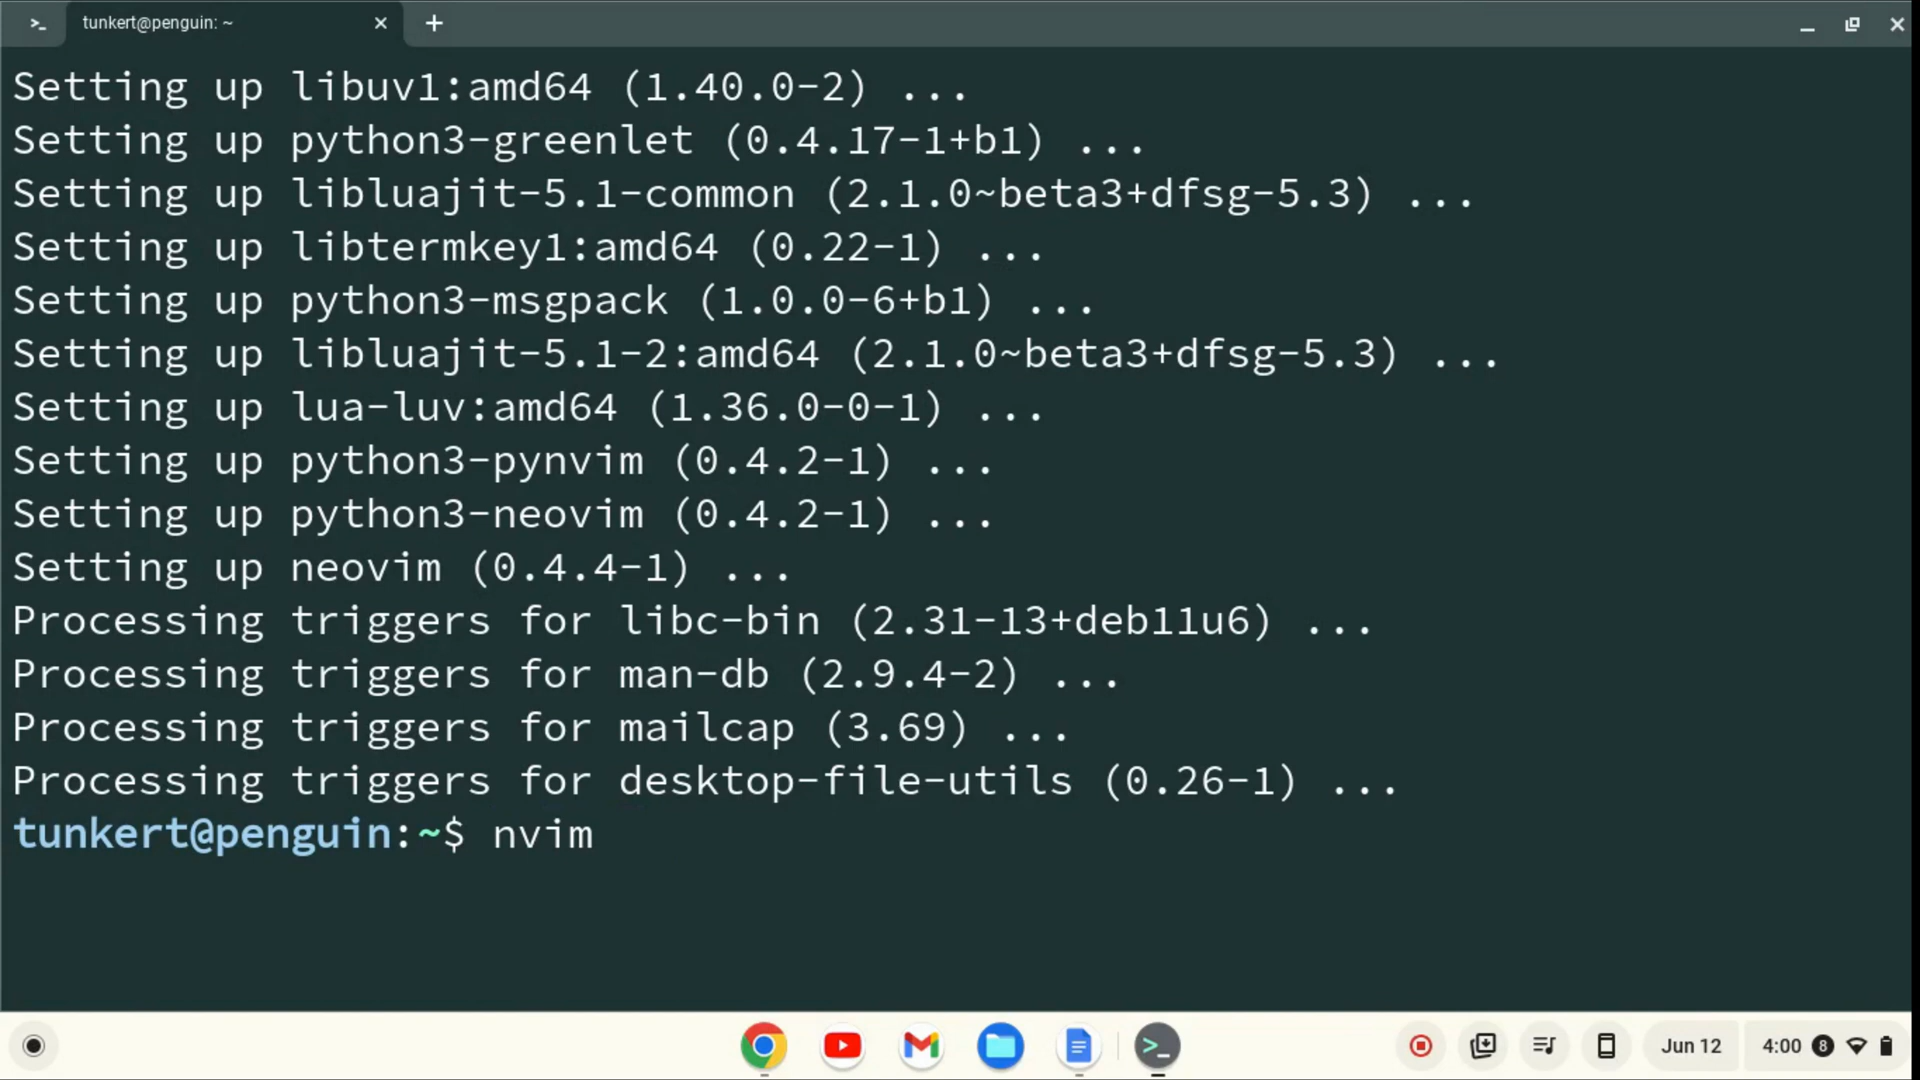 tunkert@penguin: ~
Setting up libuv1:amd64 (1.40.0-2) ...
Setting up python3-greenlet (0.4.17-1+b1) ...
Setting up libluajit-5.1-common (2.1.0~beta3+dfsg-5.3) ...
Setting up libtermkey1:amd64 (0.22-1) ...
Setting up python3-msgpack (1.0.0-6+b1) ...
Setting up libluajit-5.1-2:amd64 (2.1.0~beta3+dfsg-5.3) ...
Setting up lua-luv:amd64 (1.36.0-0-1) ...
Setting up python3-pynvim (0.4.2-1) ...
Setting up python3-neovim (0.4.2-1) ...
Setting up neovim (0.4.4-1) ...
Processing triggers for libc-bin (2.31-13+deb11u6) ...
Processing triggers for man-db (2.9.4-2) ...
Processing triggers for mailcap (3.69) ...
Processing triggers for desktop-file-utils (0.26-1) ...
tunkert@penguin:~$ nvim
Jun 12 4:00 8